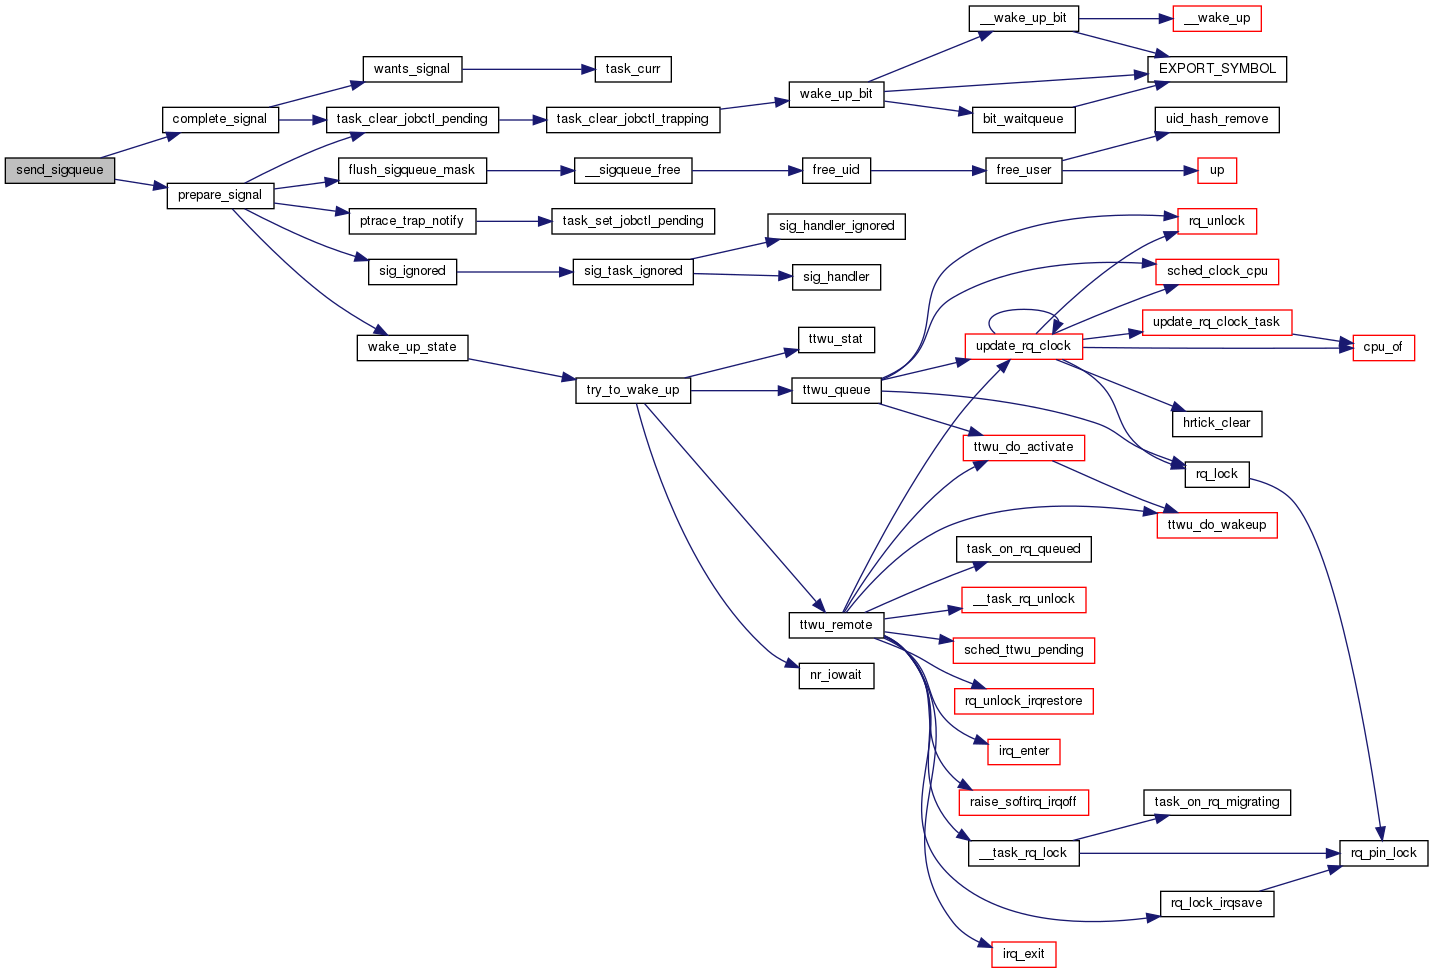 __wake_up_bit
__wake_up
wants_signal
task_curr
EXPORT_SYMBOL
wake_up_bit
complete_signal
task_clear_jobctl_pending
task_clear_jobctl_trapping
bit_waitqueue
uid_hash_remove
send_sigqueue
flush_sigqueue_mask
__sigqueue_free
free_uid
free_user
up
prepare_signal
ptrace_trap_notify
task_set_jobctl_pending
sig_handler_ignored
rq_unlock
sig_ignored
sig_task_ignored
sig_handler
sched_clock_cpu
update_rq_clock_task
wake_up_state
ttwu_stat
update_rq_clock
cpu_of
try_to_wake_up
ttwu_queue
hrtick_clear
ttwu_do_activate
rq_lock
ttwu_do_wakeup
task_on_rq_queued
__task_rq_unlock
ttwu_remote
sched_ttwu_pending
nr_iowait
rq_unlock_irqrestore
irq_enter
raise_softirq_irqoff
task_on_rq_migrating
__task_rq_lock
rq_pin_lock
rq_lock_irqsave
irq_exit